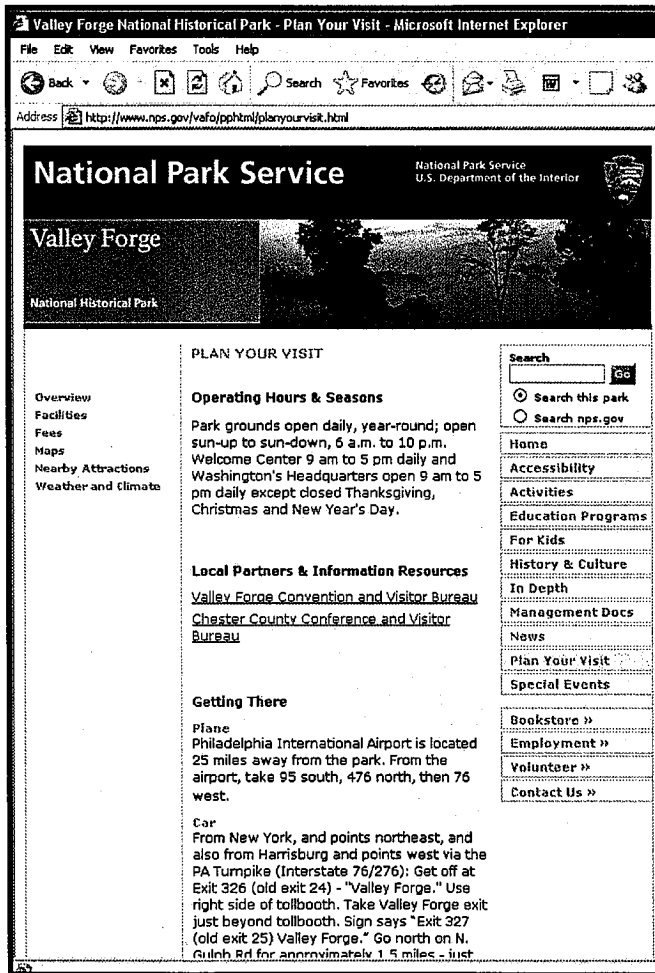 Valley Forge National Historical Park - Plan Your Visit - Microsoft Internet Explorer
File Edit View Favorites Tools Help
Back Search Favorites
Address http://www.nps.gov/vafo/pphtml/planyourvisit.html
National Park Service
National Park Service
U.S. Department of the Interior
Valley Forge
National Historical Park
Overview
Facilities
Fees
Maps
Nearby Attractions
Weather and Climate
PLAN YOUR VISIT
Operating Hours & Seasons
Park grounds open daily, year-round; open
sun-up to sun-down, 6 a.m. to 10 p.m.
Welcome Center 9 am to 5 pm daily and
Washington's Headquarters open 9 am to 5
pm daily except closed Thanksgiving,
Christmas and New Year's Day.
Local Partners & Information Resources
Valley Forge Convention and Visitor Bureau
Chester County Conference and Visitor
Bureau
Getting There
Plane
Philadelphia International Airport is located
25 miles away from the park. From the
airport, take 95 south, 476 north, then 76
west.
Car
From New York, and points northeast, and
also from Harrisburg and points west via the
PA Turnpike (Interstate 76/276): Get off at
Exit 326 (old exit 24) - "Valley Forge." Use
right side of tollbooth. Take Valley Forge exit
just beyond tollbooth. Sign says "Exit 327
(old exit 25) Valley Forge." Go north on N.
Gulph Rd for approximately 1.5 miles - just
Search
Go
Search this park
Search nps.gov
Home
Accessibility
Activities
Education Programs
For Kids
History & Culture
In Depth
Management Docs
News
Plan Your Visit
Special Events
Bookstore »
Employment »
Volunteer »
Contact Us »